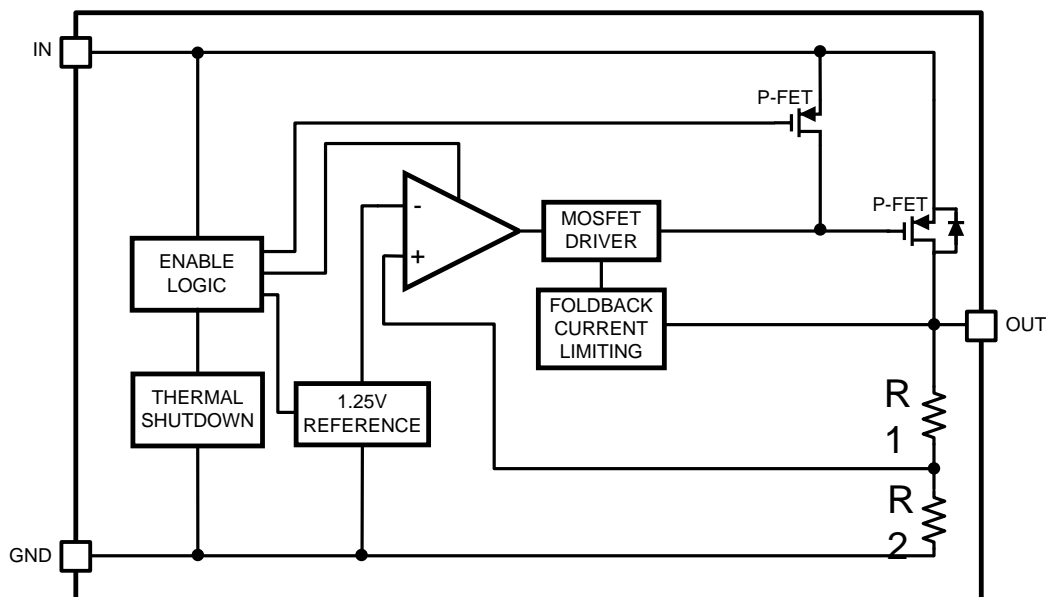 IN
P-FET
P-FET
-
+
MOSFET
DRIVER
ENABLE
LOGIC
FOLDBACK
CURRENT
LIMITING
OUT
THERMAL
SHUTDOWN
1.25V
REFERENCE
R
1
R
2
GND